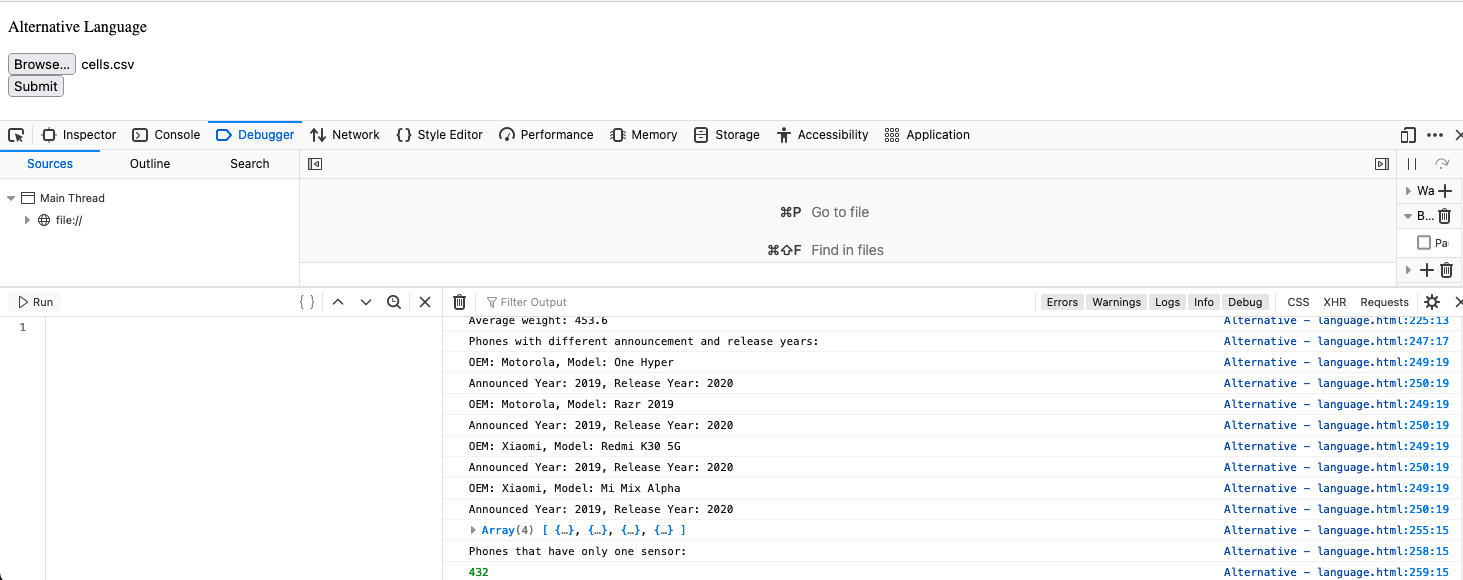 Alternative Language
Browse... cells.csv
Submit
Inspector Console Debugger Network Style Editor Performance Memory Storage Accessibility Application
Sources Outline Search
Main Thread
file://
⌘P Go to file
⌘⇧F Find in files
Wa
B...
Pa
Run { } Filter Output Errors Warnings Logs Info Debug CSS XHR Requests
1
Average weight: 453.6 Alternative – language.html:225:13
Phones with different announcement and release years: Alternative – language.html:247:17
OEM: Motorola, Model: One Hyper Alternative – language.html:249:19
Announced Year: 2019, Release Year: 2020 Alternative – language.html:250:19
OEM: Motorola, Model: Razr 2019 Alternative – language.html:249:19
Announced Year: 2019, Release Year: 2020 Alternative – language.html:250:19
OEM: Xiaomi, Model: Redmi K30 5G Alternative – language.html:249:19
Announced Year: 2019, Release Year: 2020 Alternative – language.html:250:19
OEM: Xiaomi, Model: Mi Mix Alpha Alternative – language.html:249:19
Announced Year: 2019, Release Year: 2020 Alternative – language.html:250:19
Array(4) [ {…}, {…}, {…}, {…} ] Alternative – language.html:255:15
Phones that have only one sensor: Alternative – language.html:258:15
432 Alternative – language.html:259:15